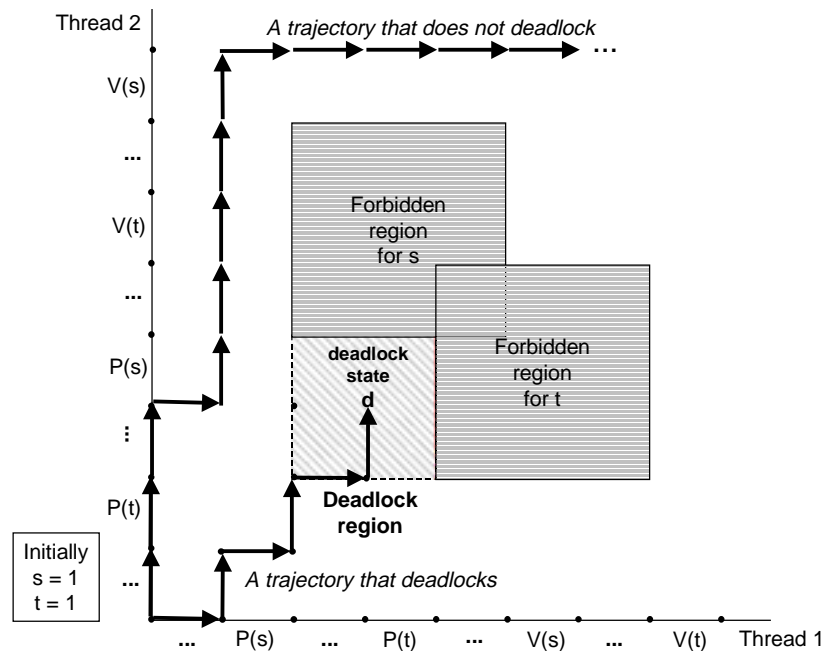 Thread 2
A trajectory that does not deadlock
...
V(s)
...
V(t)
...
P(s)
...
P(t)
...
Forbidden
region
for s
Forbidden
region
for t
deadlock
state
d
Deadlock
region
A trajectory that deadlocks
Initially
s = 1
t = 1
... P(s) ... P(t) ... V(s) ... V(t) Thread 1